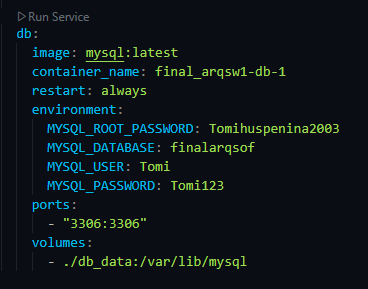 Run Service
db:
image: mysql:latest
container_name: final_arqsw1-db-1
restart: always
environment:
MYSQL_ROOT_PASSWORD: Tomihuspenina2003
MYSQL_DATABASE: finalarqsof
MYSQL_USER: Tomi
MYSQL_PASSWORD: Tomi123
ports:
- "3306:3306"
volumes:
- ./db_data:/var/lib/mysql